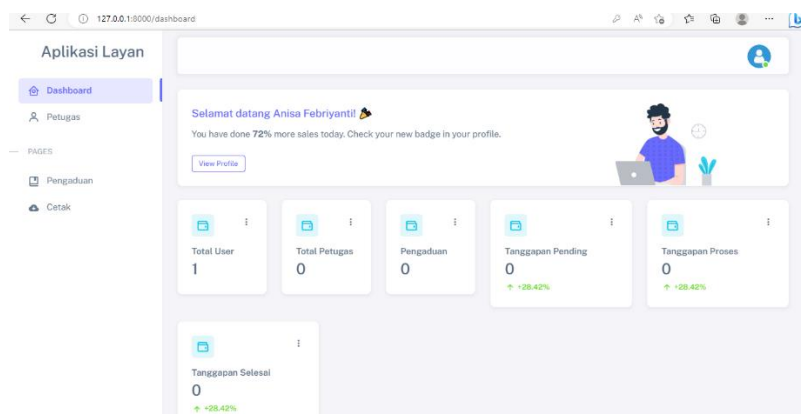 127.0.0.1:8000/dashboard
Aplikasi Layan
Dashboard
Petugas
PAGES
Pengaduan
Cetak
Selamat datang Anisa Febriyanti! 🎉
You have done 72% more sales today. Check your new badge in your profile.
View Profile
Total User
1
Total Petugas
0
Pengaduan
0
Tanggapan Pending
0
+28.42%
Tanggapan Proses
0
+28.42%
Tanggapan Selesai
0
+28.42%